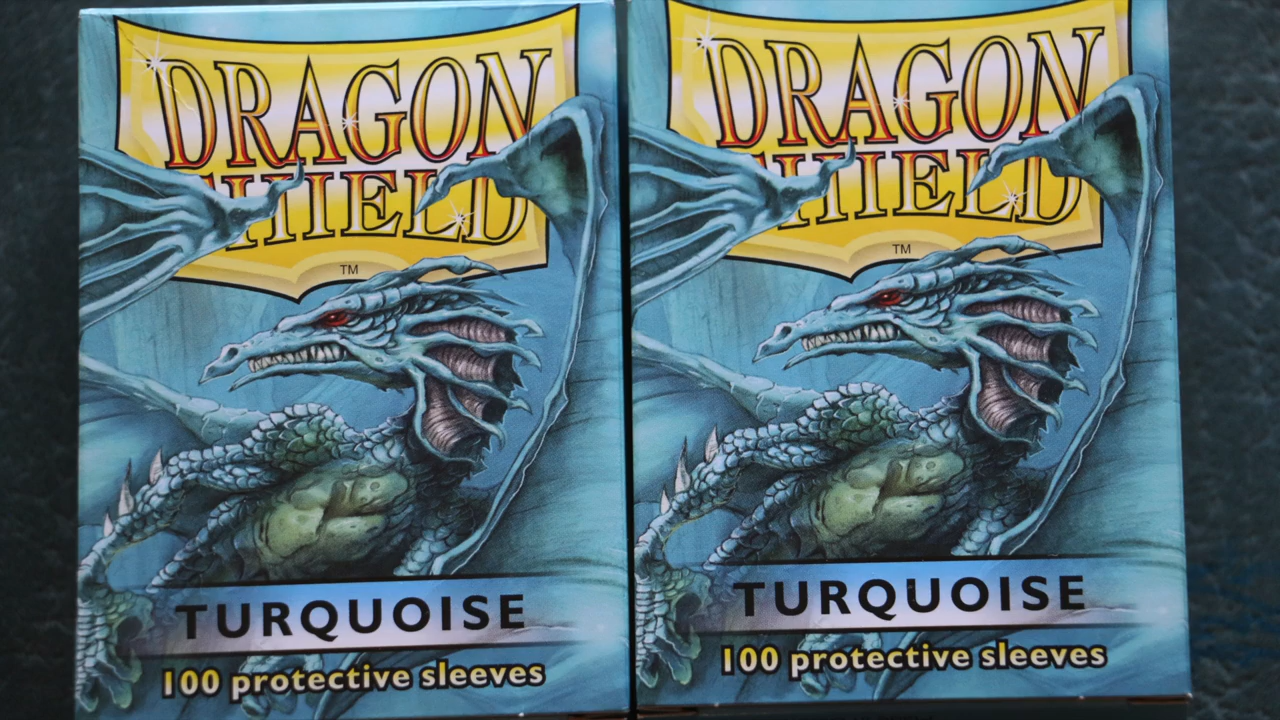 DRAGON
SHIELD
TM
TURQUOISE
100 protective sleeves
DRAGON
SHIELD
TM
TURQUOISE
100 protective sleeves